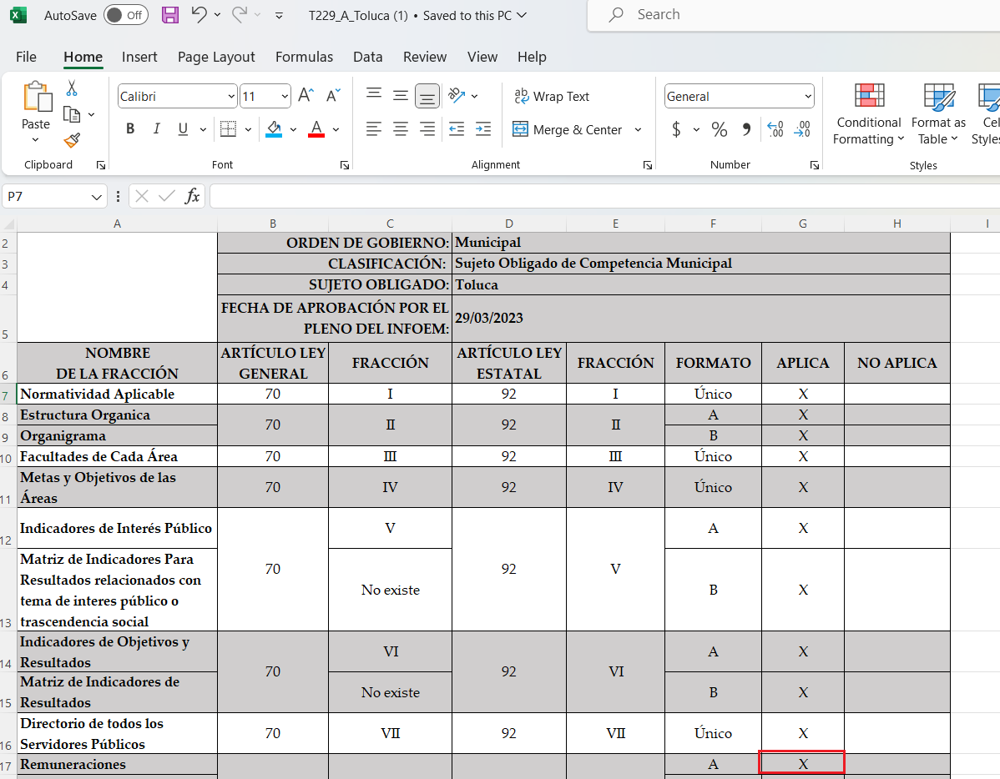 AutoSave Off T229_A_Toluca (1) • Saved to this PC Search
File Home Insert Page Layout Formulas Data Review View Help
Calibri 11 Wrap Text General
Paste B I U A Merge & Center $ % Conditional Format as Cel
Formatting Table Styles
Clipboard Font Alignment Number Styles
P7 fx
A B C D E F G H I
2 ORDEN DE GOBIERNO: Municipal
3 CLASIFICACIÓN: Sujeto Obligado de Competencia Municipal
4 SUJETO OBLIGADO: Toluca
FECHA DE APROBACIÓN POR EL
5 PLENO DEL INFOEM: 29/03/2023
NOMBRE ARTÍCULO LEY FRACCIÓN ARTÍCULO LEY FRACCIÓN FORMATO APLICA NO APLICA
6 DE LA FRACCIÓN GENERAL ESTATAL
7 Normatividad Aplicable 70 I 92 I Único X
8 Estructura Organica 70 II 92 II A X
9 Organigrama B X
10 Facultades de Cada Área 70 III 92 III Único X
Metas y Objetivos de las
11 Áreas 70 IV 92 IV Único X
12 Indicadores de Interés Público 70 V 92 V A X
Matriz de Indicadores Para
Resultados relacionados con
tema de interes público o
13 trascendencia social No existe B X
Indicadores de Objetivos y
14 Resultados 70 VI 92 VI A X
Matriz de Indicadores de
15 Resultados No existe B X
Directorio de todos los
16 Servidores Públicos 70 VII 92 VII Único X
17 Remuneraciones A X